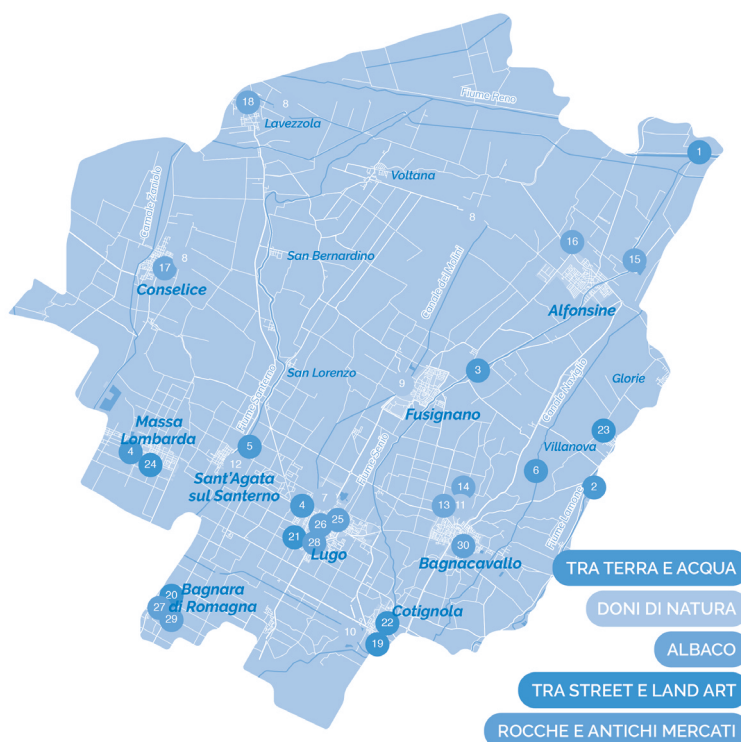 Fiume Reno
18
8
Lavezzola
1
Voltana
Canale Zaniolo
8
16
15
San Bernardino
8
17
Conselice
Canale dei Molini
Alfonsine
San Lorenzo
3
Glorie
9
Fusignano
Canale Naviglio
Fiume Santerno
Massa
Lombarda
4
24
5
12
Sant'Agata
sul Santerno
Fiume Senio
23
Villanova
6
2
14
13
11
4
7
25
26
21
28
Lugo
30
Bagnacavallo
Fiume Lamone
20
Bagnara
di Romagna
27
29
Cotignola
22
10
19
TRA TERRA E ACQUA
DONI DI NATURA
ALBACO
TRA STREET E LAND ART
ROCCHE E ANTICHI MERCATI